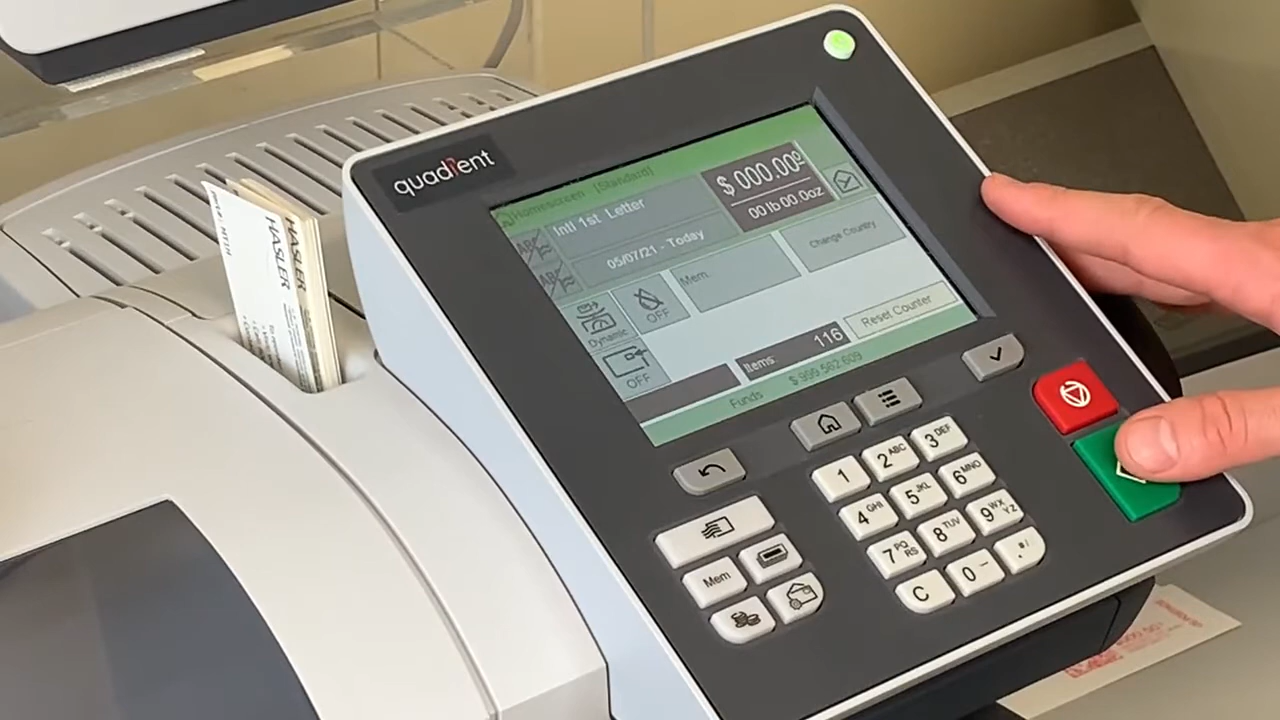 quadient
Homescreen (Standard)
Intl 1st Letter
$ 000.00⁰
00 lb 00.0oz
05/07/21 - Today
Change Country
Mem.
OFF
Dynamic
OFF
Items:
116
Reset Counter
Funds
$ 999,562.609
HASLER
HASLER
1
2 ABC
3 DEF
4 GHI
5 JKL
6 MNO
7 PQRS
8 TUV
9 WXYZ
C
0
Mem